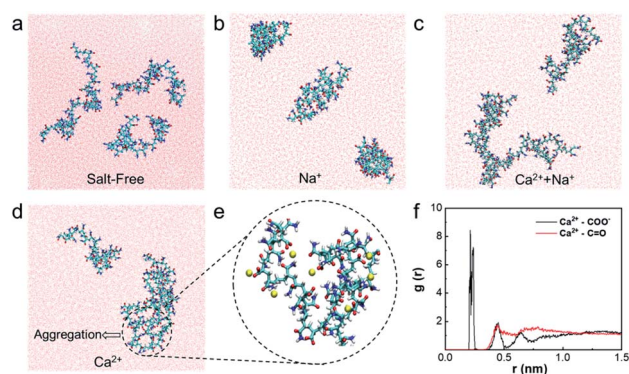 a
b
c
Salt-Free
Na⁺
Ca²⁺+Na⁺
d
e
f
Aggregation
Ca²⁺
Ca²⁺ - COO⁻
Ca²⁺ - C=O
g (r)
8
6
4
2
0
0.0 0.5 1.0 1.5
r (nm)